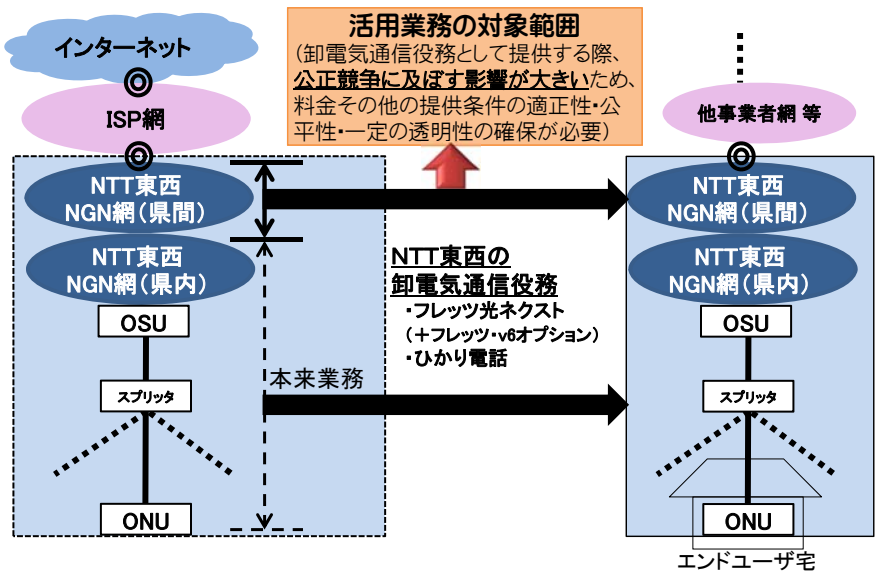 インターネット
ISP網
NTT東西
NGN網（県間）
NTT東西
NGN網（県内）
OSU
スプリッタ
ONU
本来業務
活用業務の対象範囲
（卸電気通信役務として提供する際、
公正競争に及ぼす影響が大きいため、
料金その他の提供条件の適正性・公
平性・一定の透明性の確保が必要）
NTT東西の
卸電気通信役務
・フレッツ光ネクスト
（＋フレッツ・v6オプション）
・ひかり電話
他事業者網 等
NTT東西
NGN網（県間）
NTT東西
NGN網（県内）
OSU
スプリッタ
ONU
エンドユーザ宅